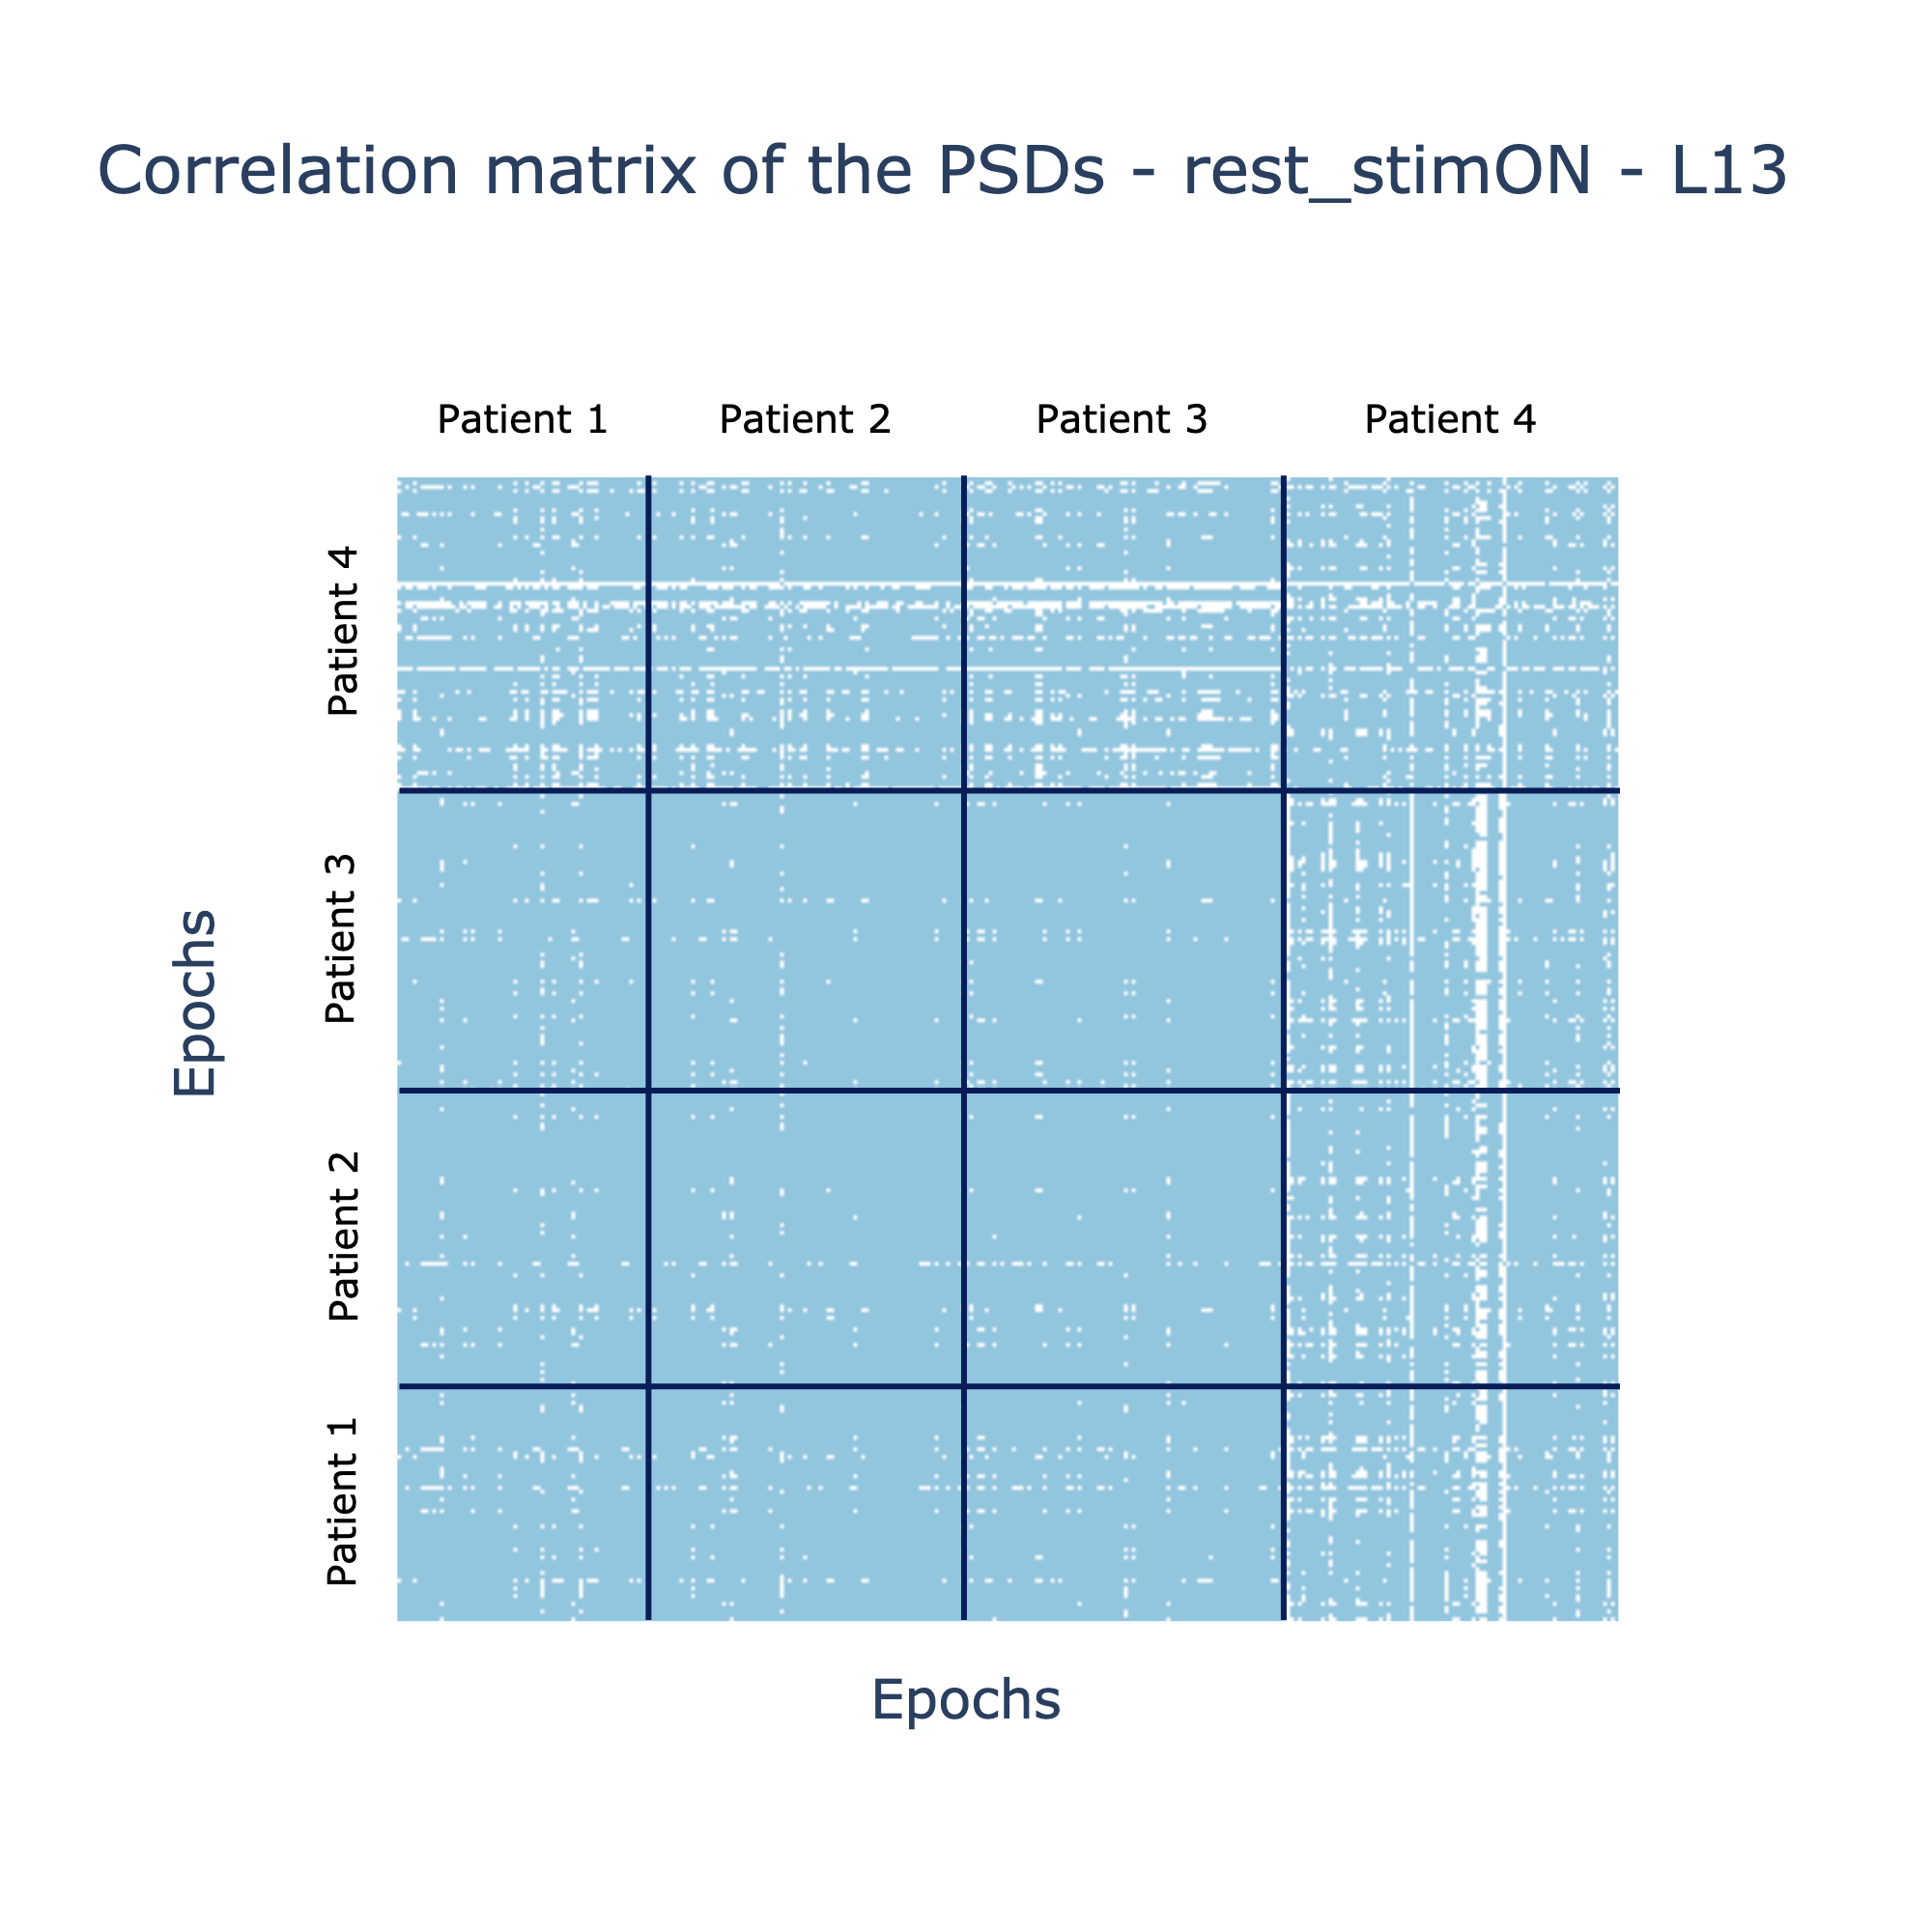 Correlation matrix of the PSDs - rest_stimON - L13
Patient 1 Patient 2 Patient 3 Patient 4
Patient 4
Patient 3
Patient 2
Patient 1
Epochs
Epochs